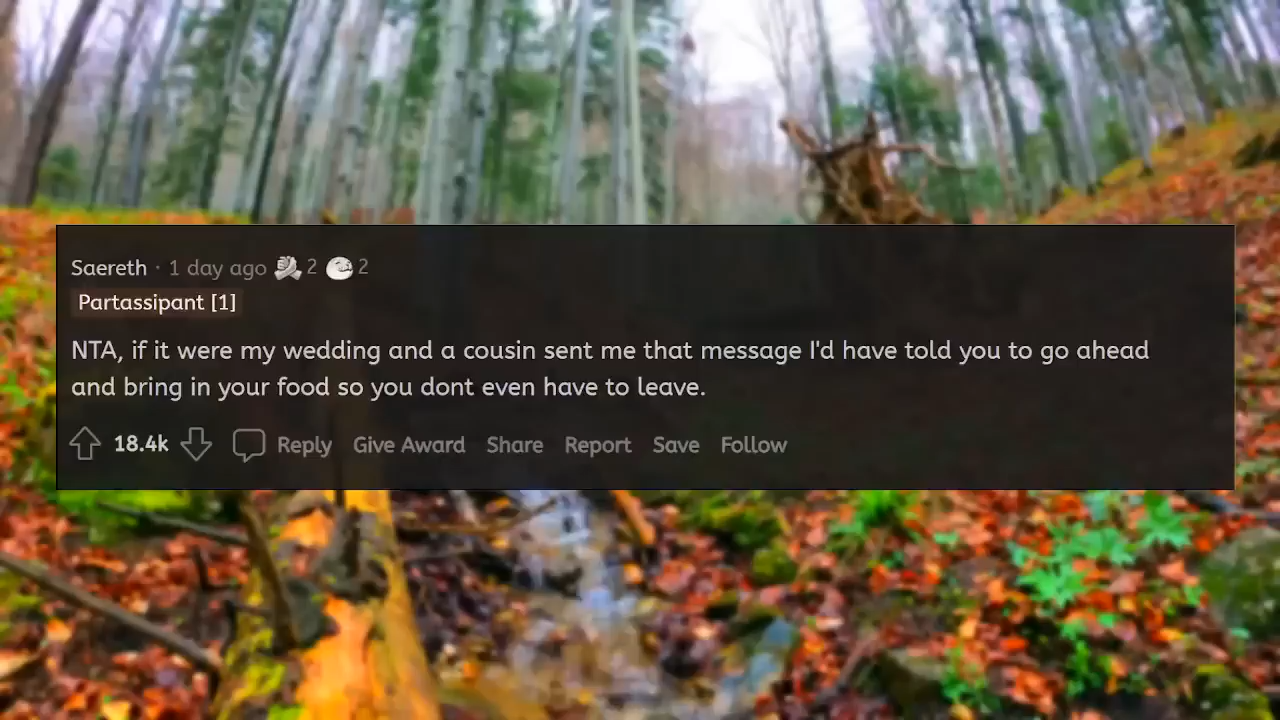 Saereth · 1 day ago 2 2
Partassipant [1]
NTA, if it were my wedding and a cousin sent me that message I'd have told you to go ahead
and bring in your food so you dont even have to leave.
18.4k Reply Give Award Share Report Save Follow